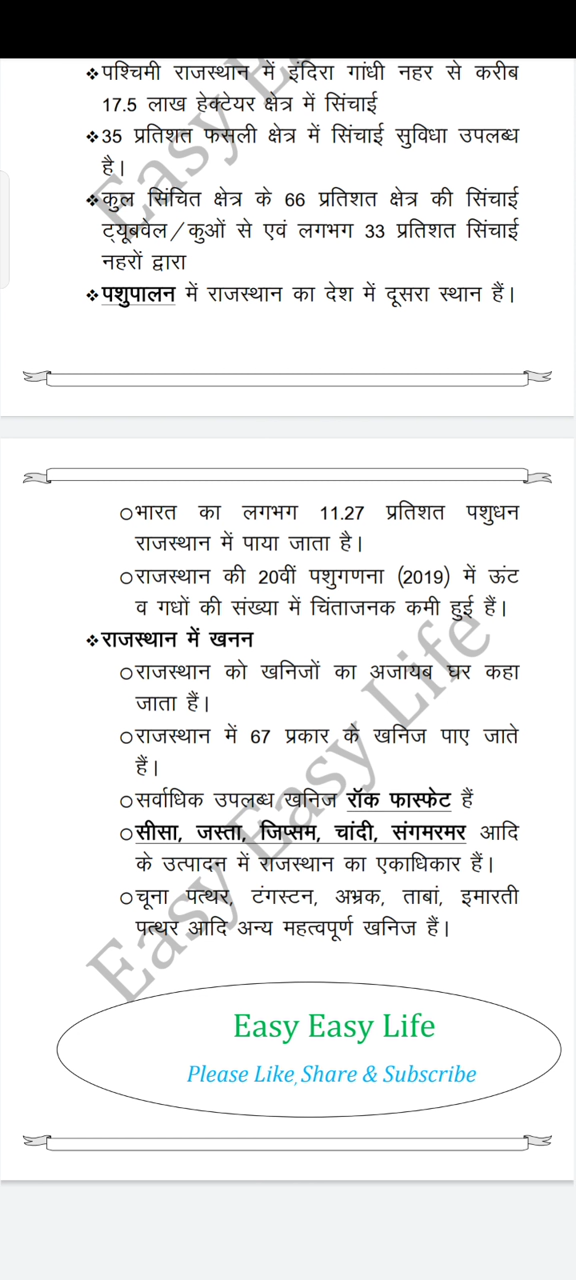 ❖पश्चिमी राजस्थान में इंदिरा गांधी नहर से करीब
17.5 लाख हेक्टेयर क्षेत्र में सिंचाई
❖35 प्रतिशत फसली क्षेत्र में सिंचाई सुविधा उपलब्ध
है।
❖कुल सिंचित क्षेत्र के 66 प्रतिशत क्षेत्र की सिंचाई
ट्यूबवेल/कुओं से एवं लगभग 33 प्रतिशत सिंचाई
नहरों द्वारा
❖पशुपालन में राजस्थान का देश में दूसरा स्थान हैं।
Easy E
○भारत का लगभग 11.27 प्रतिशत पशुधन
राजस्थान में पाया जाता है।
○राजस्थान की 20वीं पशुगणना (2019) में ऊंट
व गधों की संख्या में चिंताजनक कमी हुई हैं।
❖राजस्थान में खनन
○राजस्थान को खनिजों का अजायब घर कहा
जाता हैं।
○राजस्थान में 67 प्रकार के खनिज पाए जाते
हैं।
○सर्वाधिक उपलब्ध खनिज रॉक फास्फेट हैं
○सीसा, जस्ता, जिप्सम, चांदी, संगमरमर आदि
के उत्पादन में राजस्थान का एकाधिकार हैं।
○चूना पत्थर, टंगस्टन, अभ्रक, ताबां, इमारती
पत्थर आदि अन्य महत्वपूर्ण खनिज हैं।
Easy Easy Life
Easy Easy Life
Please Like, Share & Subscribe